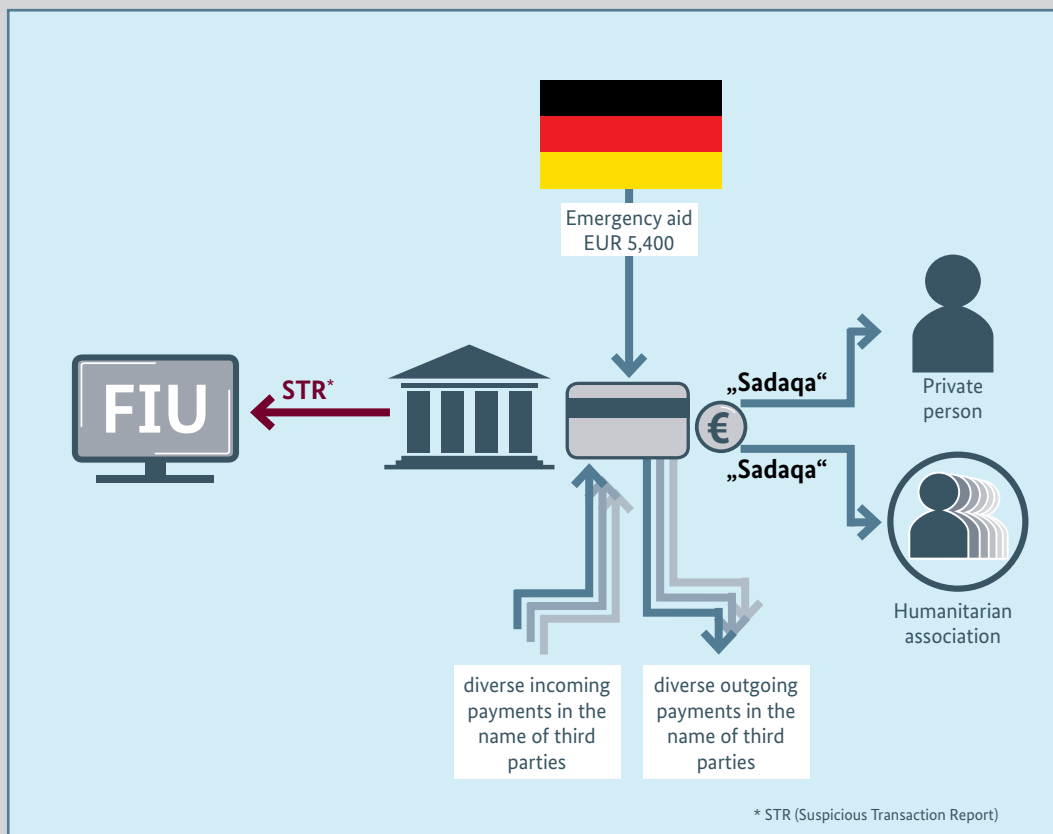 Emergency aid
EUR 5,400
FIU
STR*
„Sadaqa“
€
„Sadaqa“
Private
person
Humanitarian
association
diverse incoming
payments in the
name of third
parties
diverse outgoing
payments in the
name of third
parties
* STR (Suspicious Transaction Report)